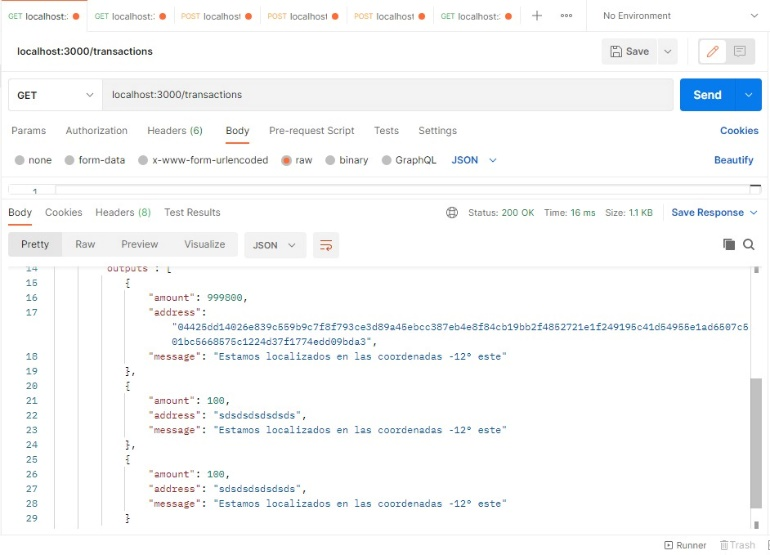 GET localhost:
GET localhost:
POST localhost
POST localhost
POST localhost
GET localhost:
No Environment
localhost:3000/transactions
Save
GET
localhost:3000/transactions
Send
Params Authorization Headers (6) Body Pre-request Script Tests Settings Cookies
none form-data x-www-form-urlencoded raw binary GraphQL JSON Beautify
1
Body Cookies Headers (8) Test Results Status: 200 OK Time: 16 ms Size: 1.1 KB Save Response
Pretty Raw Preview Visualize JSON
14 "outputs": [
15 {
16 "amount": 999800,
17 "address":
"04425dd14026e839c559b9c7f8f793ce3d89a45ebcc387eb4e8f84cb19bb2f4852721e1f249195c41d54955e1ad6507c5
01bc5668575c1224d37f1774edd09bda3",
18 "message": "Estamos localizados en las coordenadas -12° este"
19 },
20 {
21 "amount": 100,
22 "address": "sdsdsdsdsdsds",
23 "message": "Estamos localizados en las coordenadas -12° este"
24 },
25 {
26 "amount": 100,
27 "address": "sdsdsdsdsdsds",
28 "message": "Estamos localizados en las coordenadas -12° este"
29 }
Runner Trash